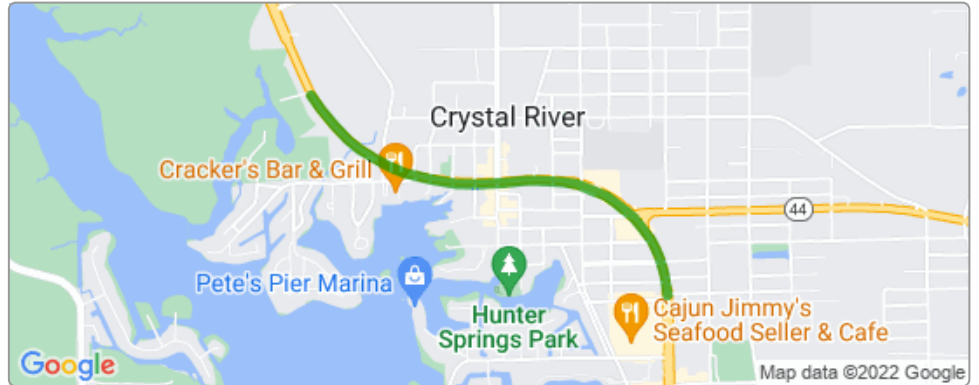 Crystal River
Cracker's Bar & Grill
44
Pete's Pier Marina
Hunter
Springs Park
Cajun Jimmy's
Seafood Seller & Cafe
Google
Map data ©2022 Google